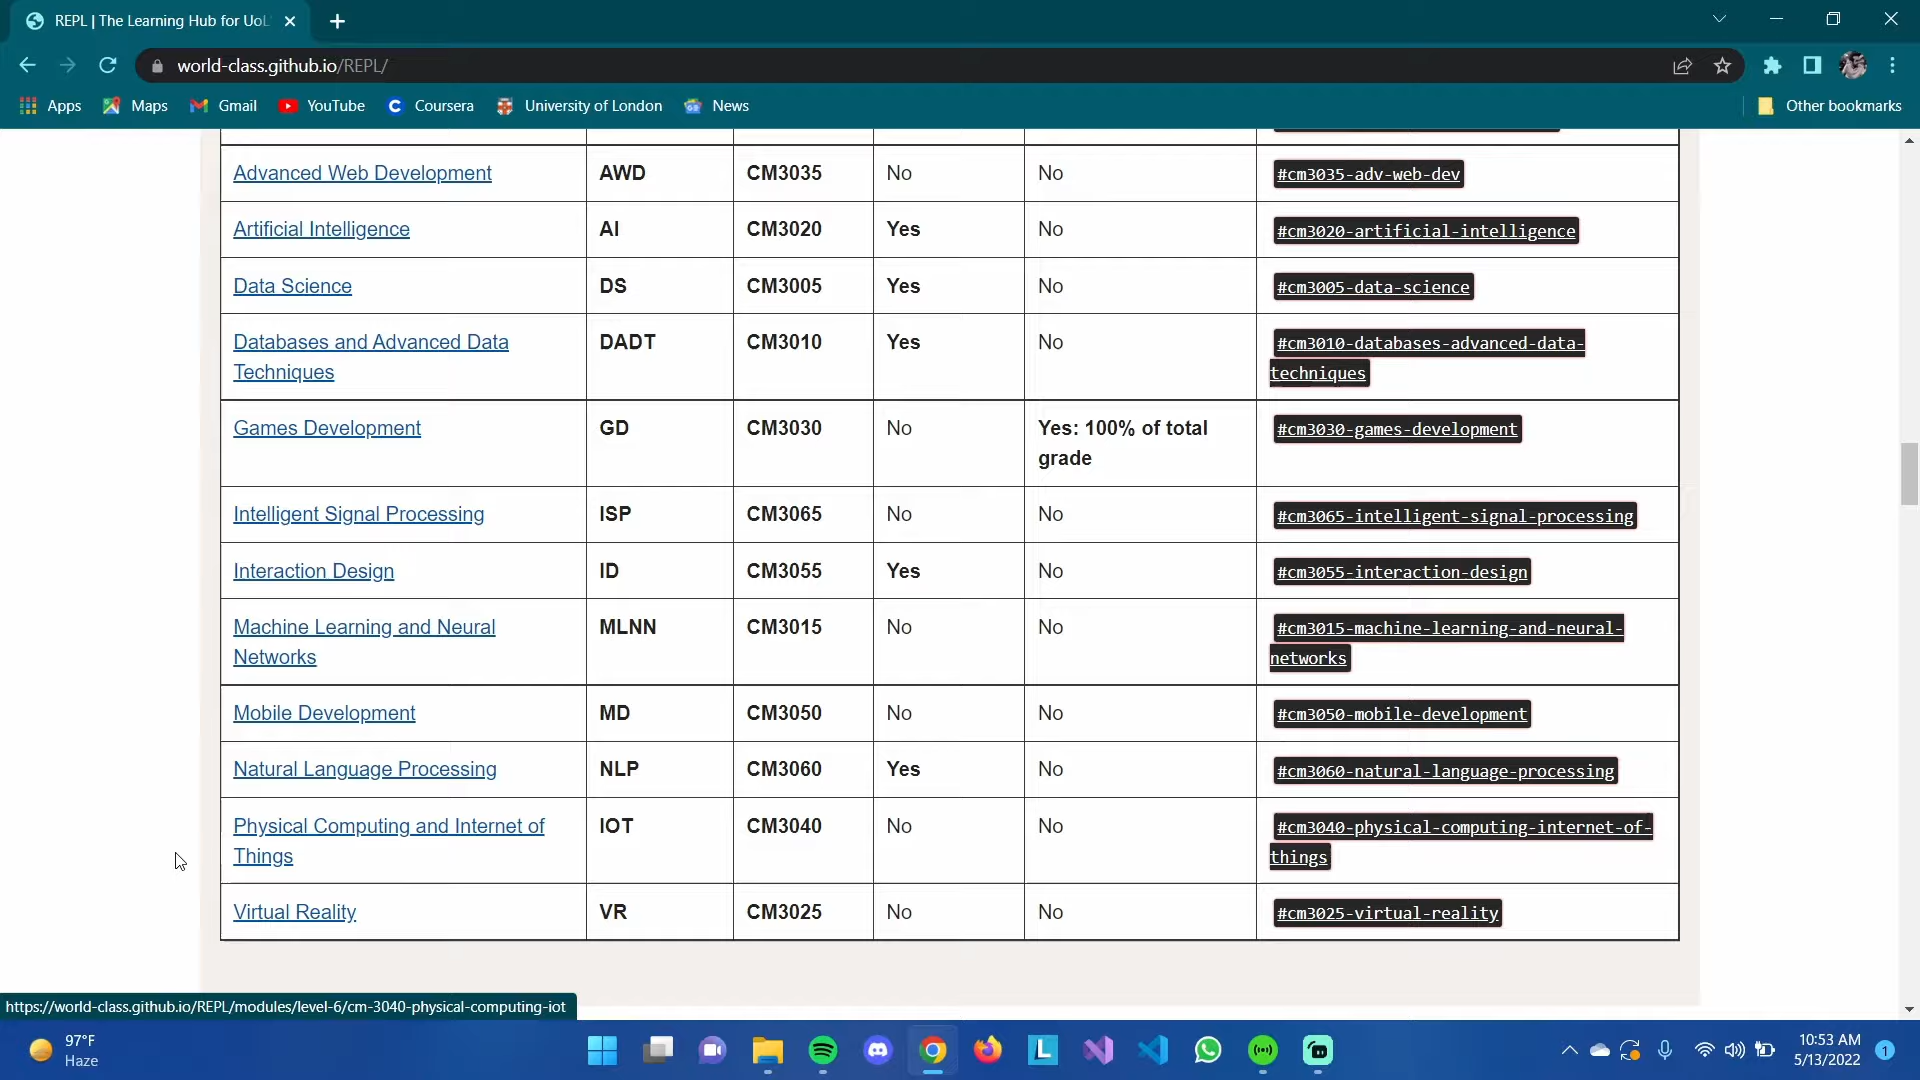 REPL | The Learning Hub for UoL
world-class.github.io/REPL/
Apps Maps Gmail YouTube Coursera University of London News Other bookmarks
Advanced Web Development AWD CM3035 No No #cm3035-adv-web-dev
Artificial Intelligence AI CM3020 Yes No #cm3020-artificial-intelligence
Data Science DS CM3005 Yes No #cm3005-data-science
Databases and Advanced Data DADT CM3010 Yes No #cm3010-databases-advanced-data-
Techniques techniques
Games Development GD CM3030 No Yes: 100% of total #cm3030-games-development
grade
Intelligent Signal Processing ISP CM3065 No No #cm3065-intelligent-signal-processing
Interaction Design ID CM3055 Yes No #cm3055-interaction-design
Machine Learning and Neural MLNN CM3015 No No #cm3015-machine-learning-and-neural-
Networks networks
Mobile Development MD CM3050 No No #cm3050-mobile-development
Natural Language Processing NLP CM3060 Yes No #cm3060-natural-language-processing
Physical Computing and Internet of IOT CM3040 No No #cm3040-physical-computing-internet-of-
Things things
Virtual Reality VR CM3025 No No #cm3025-virtual-reality
https://world-class.github.io/REPL/modules/level-6/cm-3040-physical-computing-iot
97°F 10:53 AM
Haze 5/13/2022 1